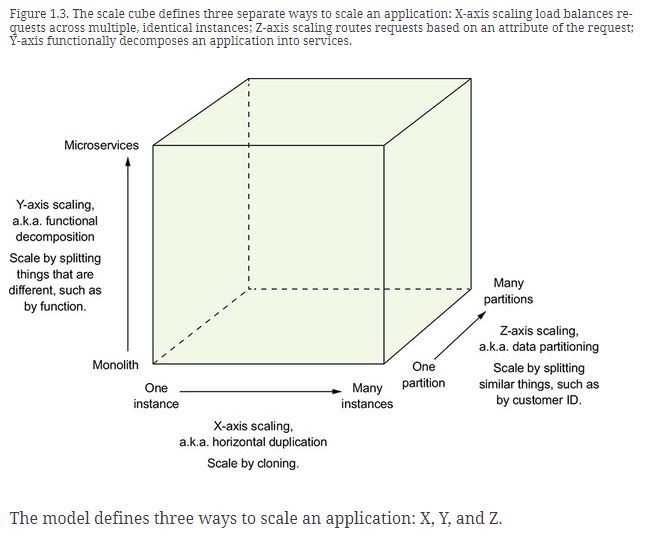 Figure 1.3. The scale cube defines three separate ways to scale an application: X-axis scaling load balances re-
quests across multiple, identical instances; Z-axis scaling routes requests based on an attribute of the request;
Y-axis functionally decomposes an application into services.
Microservices
Y-axis scaling,
a.k.a. functional
decomposition
Scale by splitting
things that are
different, such as
by function.
Monolith
One
instance
Many
instances
X-axis scaling,
a.k.a. horizontal duplication
Scale by cloning.
One
partition
Many
partitions
Z-axis scaling,
a.k.a. data partitioning
Scale by splitting
similar things, such as
by customer ID.
The model defines three ways to scale an application: X, Y, and Z.